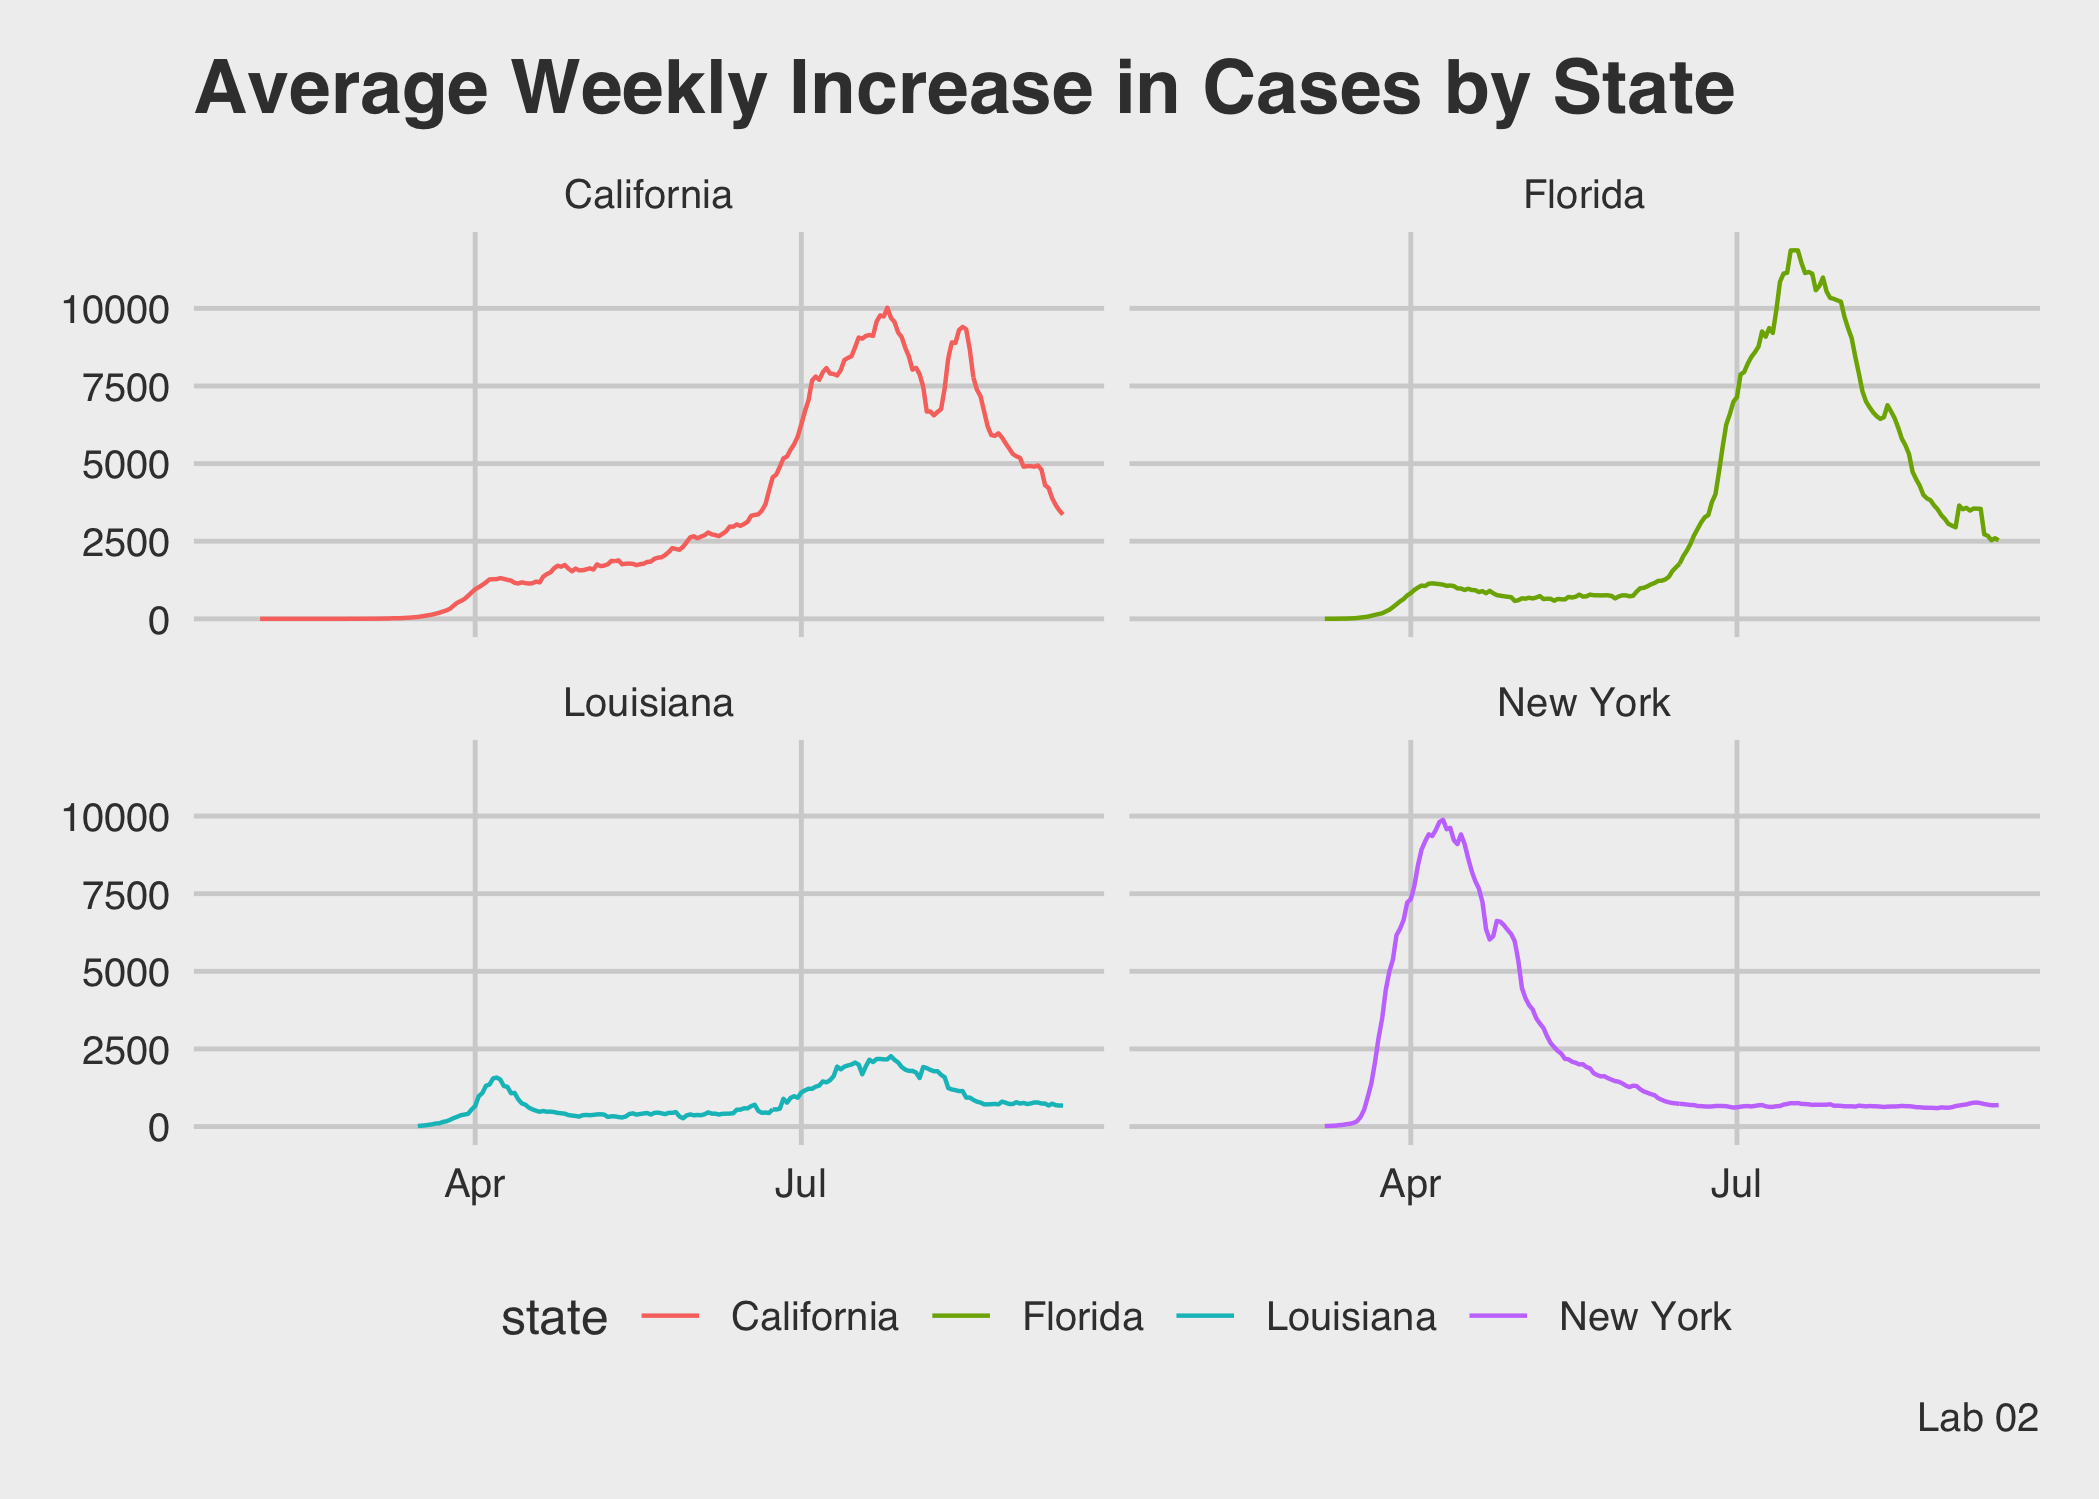 Average Weekly Increase in Cases by State
California
Florida
10000
7500
5000
2500
0
Louisiana
New York
10000
7500
5000
2500
0
Apr
Jul
Apr
Jul
state California Florida Louisiana New York
Lab 02